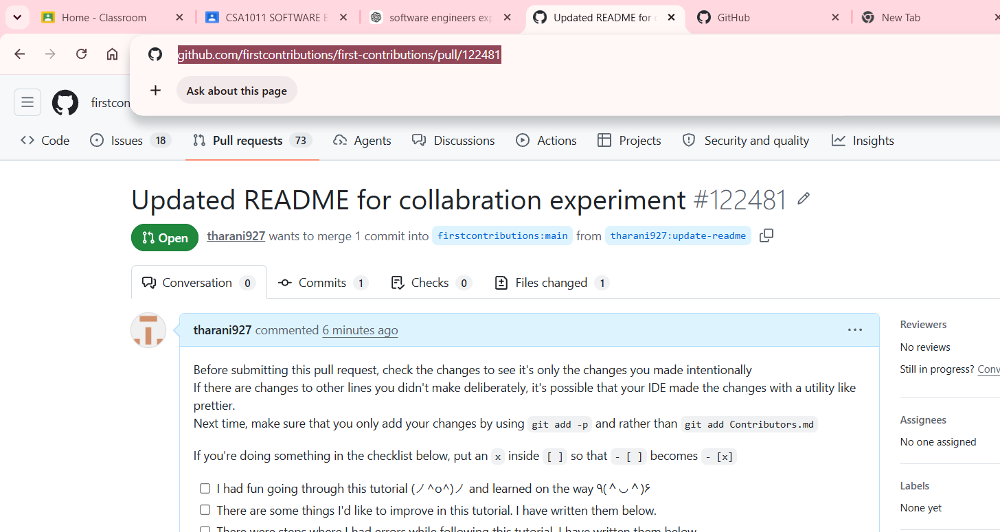 Home - Classroom
CSA1011 SOFTWARE E
software engineers exp
Updated README for c
GitHub
New Tab
github.com/firstcontributions/first-contributions/pull/122481
Ask about this page
firstcon
Code
Issues 18
Pull requests 73
Agents
Discussions
Actions
Projects
Security and quality
Insights
Updated README for collabration experiment #122481
Open
tharani927 wants to merge 1 commit into firstcontributions:main from tharani927:update-readme
Conversation 0
Commits 1
Checks 0
Files changed 1
tharani927 commented 6 minutes ago
Before submitting this pull request, check the changes to see it's only the changes you made intentionally
If there are changes to other lines you didn't make deliberately, it's possible that your IDE made the changes with a utility like
prettier.
Next time, make sure that you only add your changes by using git add -p and rather than git add Contributors.md
If you're doing something in the checklist below, put an x inside [ ] so that - [ ] becomes - [x]
I had fun going through this tutorial (ノ^o^)ノ and learned on the way ٩(^◡^)۶
There are some things I'd like to improve in this tutorial. I have written them below.
There were steps where I had errors while following this tutorial. I have written them below.
Reviewers
No reviews
Still in progress? Conv
Assignees
No one assigned
Labels
None yet